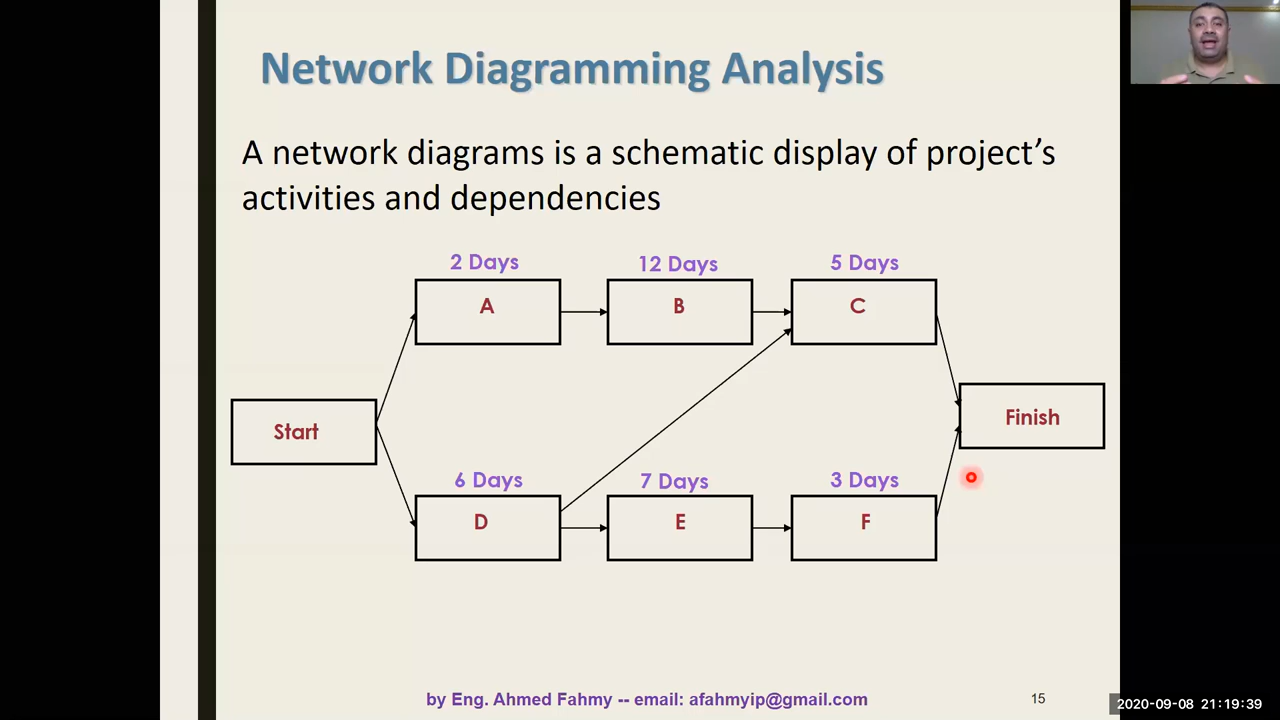 Network Diagramming Analysis
A network diagrams is a schematic display of project’s
activities and dependencies
2 Days
12 Days
5 Days
A
B
C
Start
Finish
6 Days
7 Days
3 Days
D
E
F
by Eng. Ahmed Fahmy -- email: afahmyip@gmail.com
15
2020-09-08 21:19:39